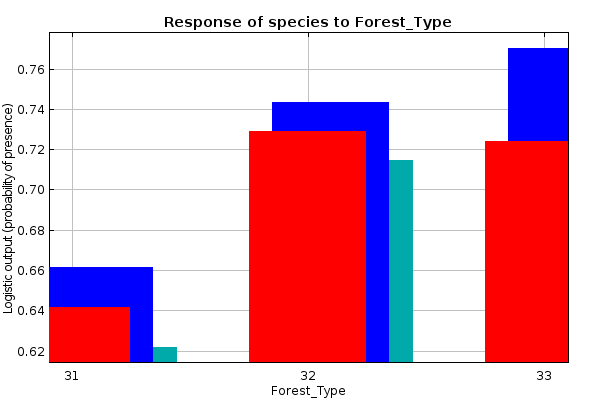 Response of species to Forest_Type
Logistic output (probability of presence)
0.76
0.74
0.72
0.70
0.68
0.66
0.64
0.62
31 32 33
Forest_Type